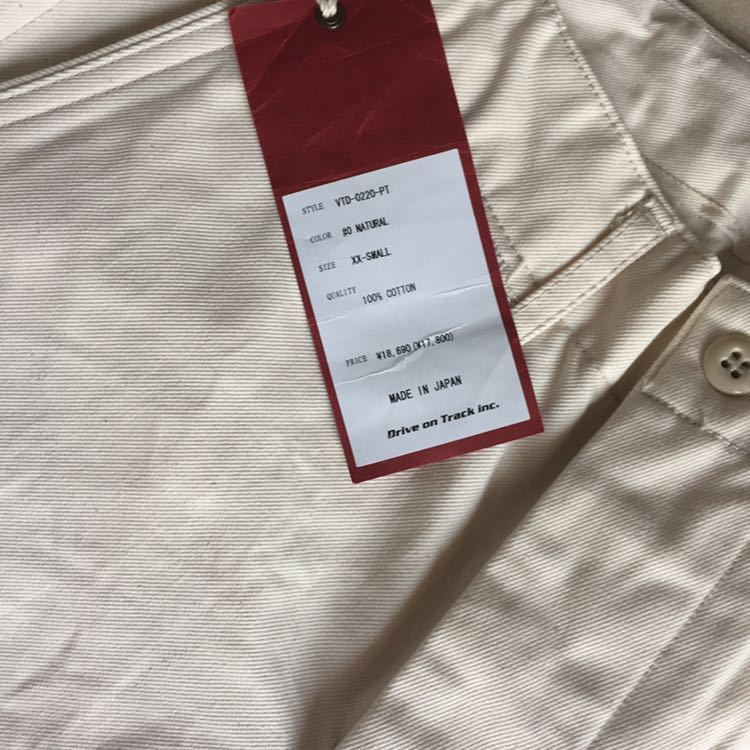 STYLE VTD-0220-PT
COLOR #0 NATURAL
SIZE XX-SMALL
QUALITY 100% COTTON
PRICE ¥18,690(¥17,800)
MADE IN JAPAN
Drive on Track inc.